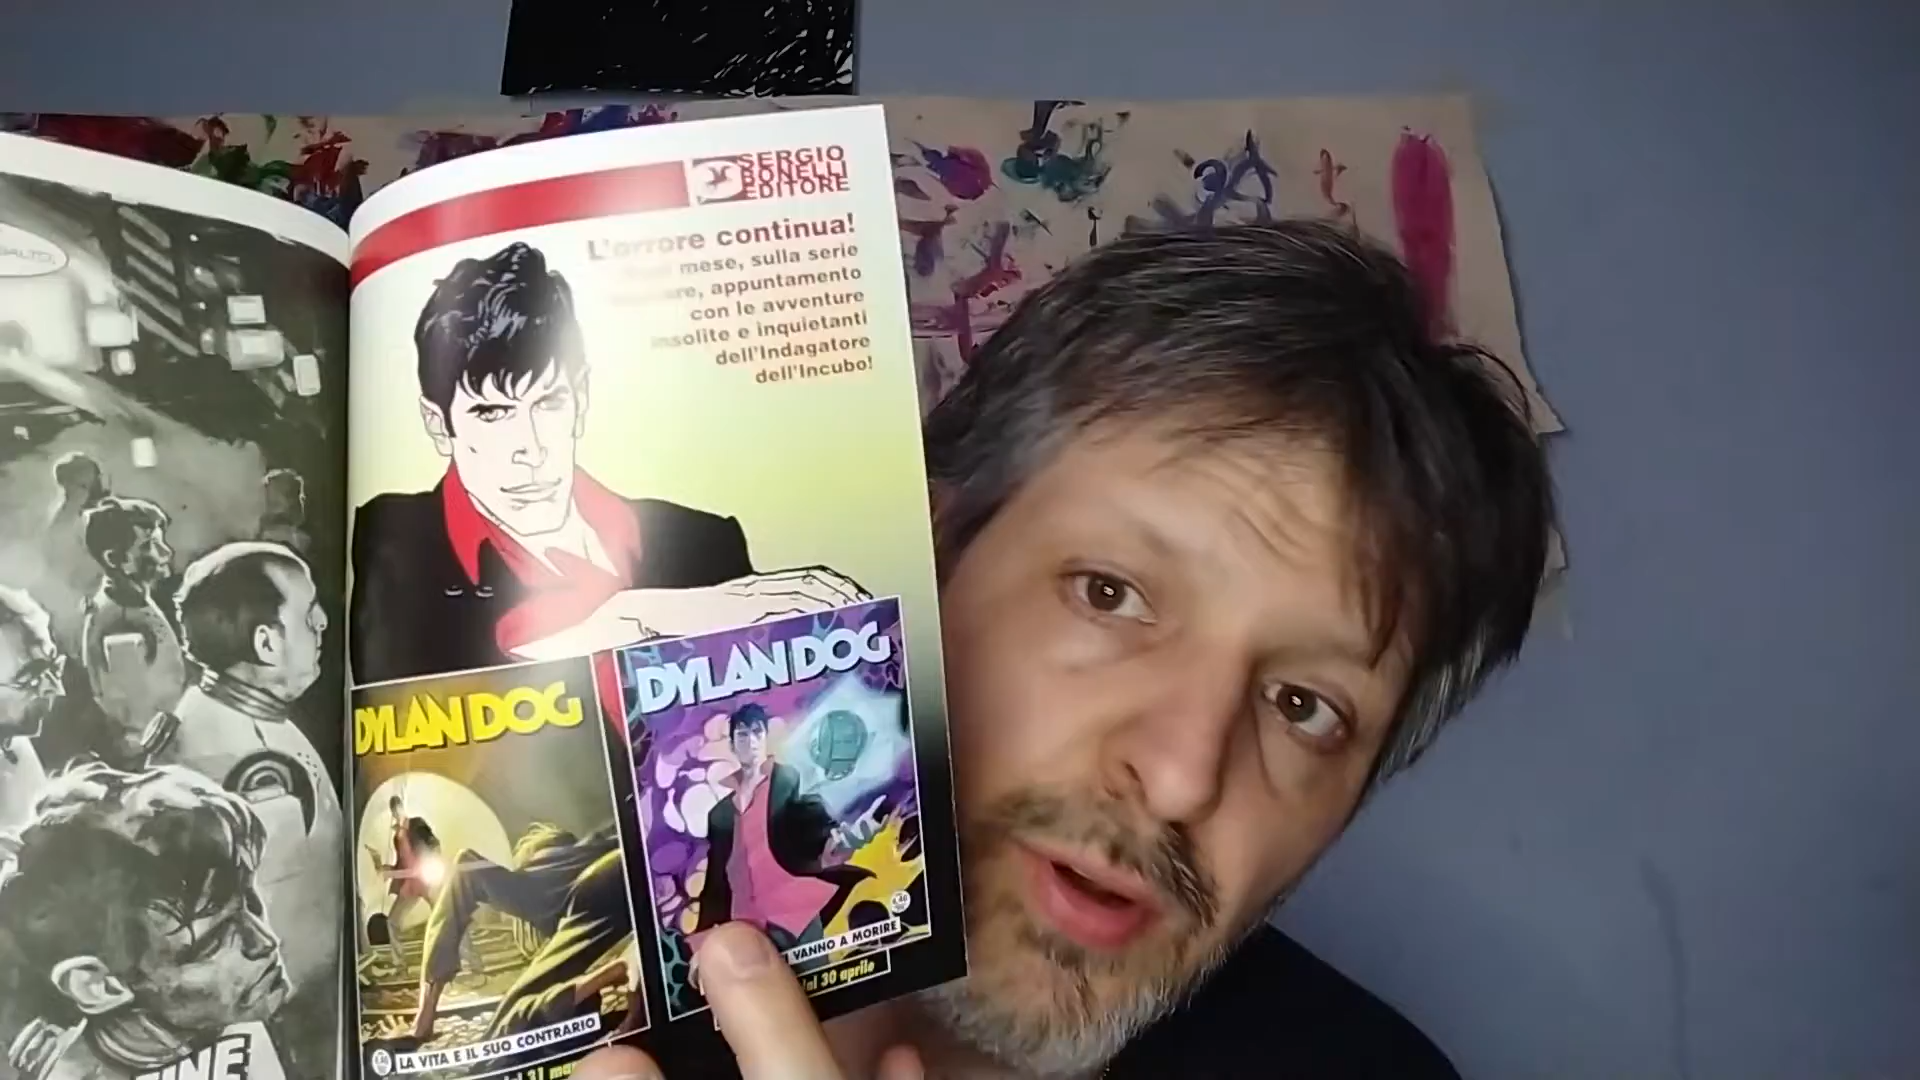 SERGIO
BONELLI
EDITORE
L'orrore continua!
mese, sulla serie
appuntamento
con le avventure
insolite e inquietanti
dell'Indagatore
dell'Incubo!
DYLAN DOG
DYLAN DOG
VANNO A MORIRE
30 aprile
LA VITA E IL SUO CONTRARIO
31
FINE